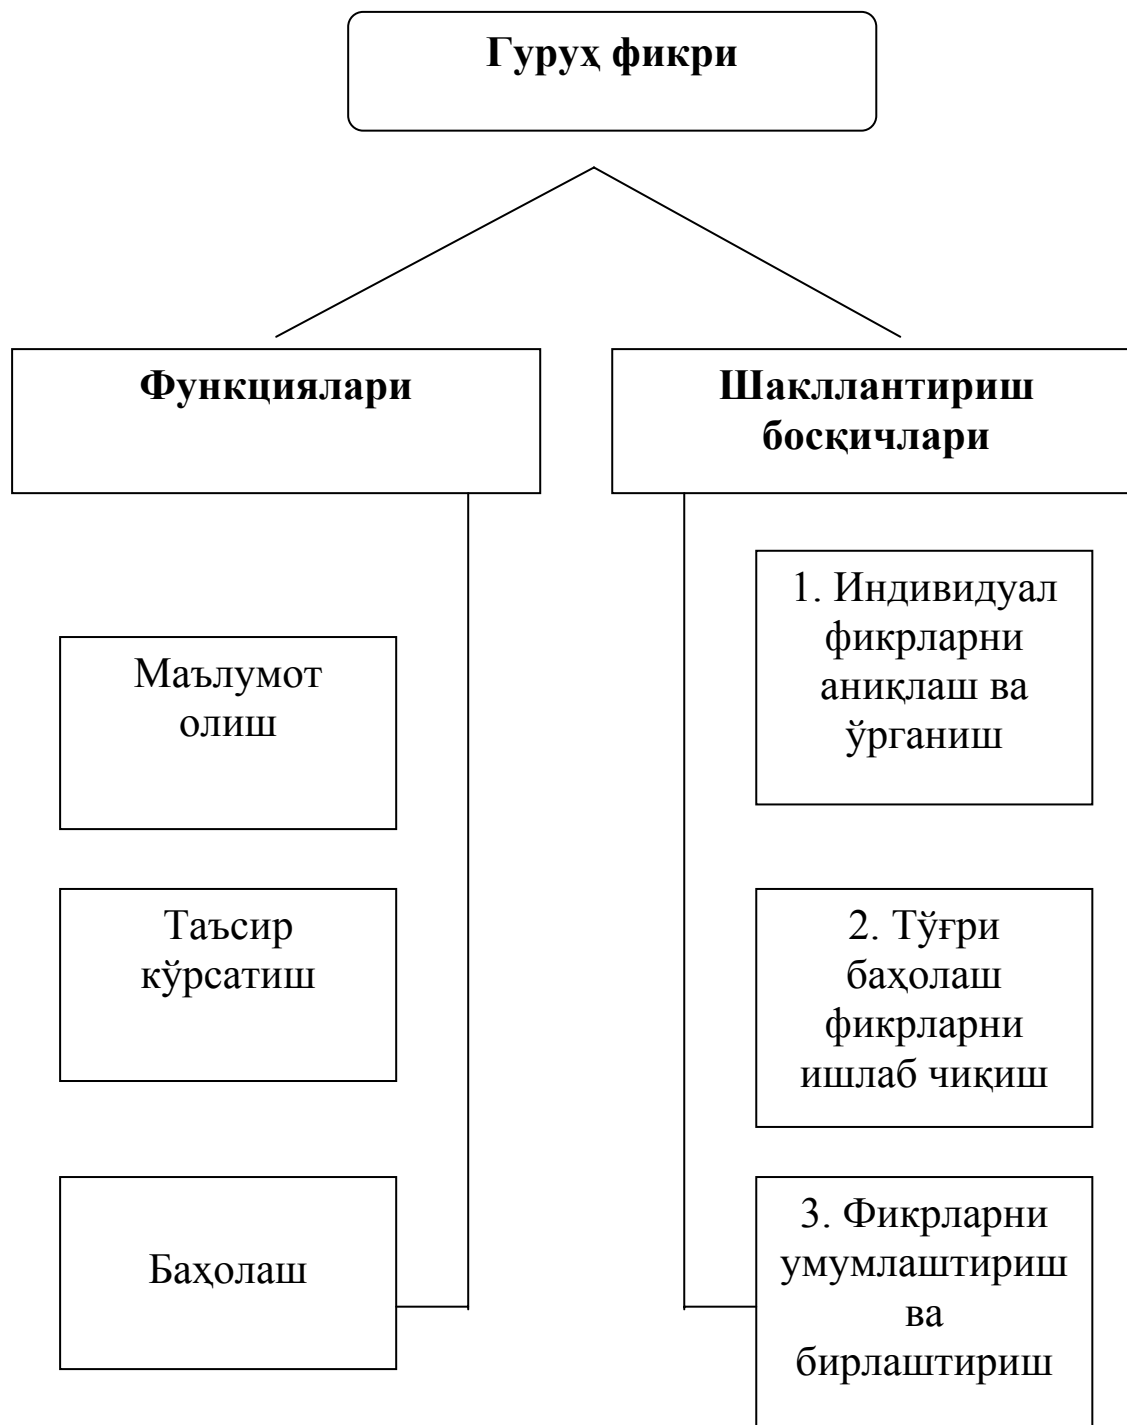 Гуруҳ фикри
Функциялари
Маълумот
олиш
Таъсир
кўрсатиш
Баҳолаш
Шакллантириш
босқичлари
1. Индивидуал
фикрларни
аниқлаш ва
ўрганиш
2. Тўғри
баҳолаш
фикрларни
ишлаб чиқиш
3. Фикрларни
умумлаштириш
ва
бирлаштириш